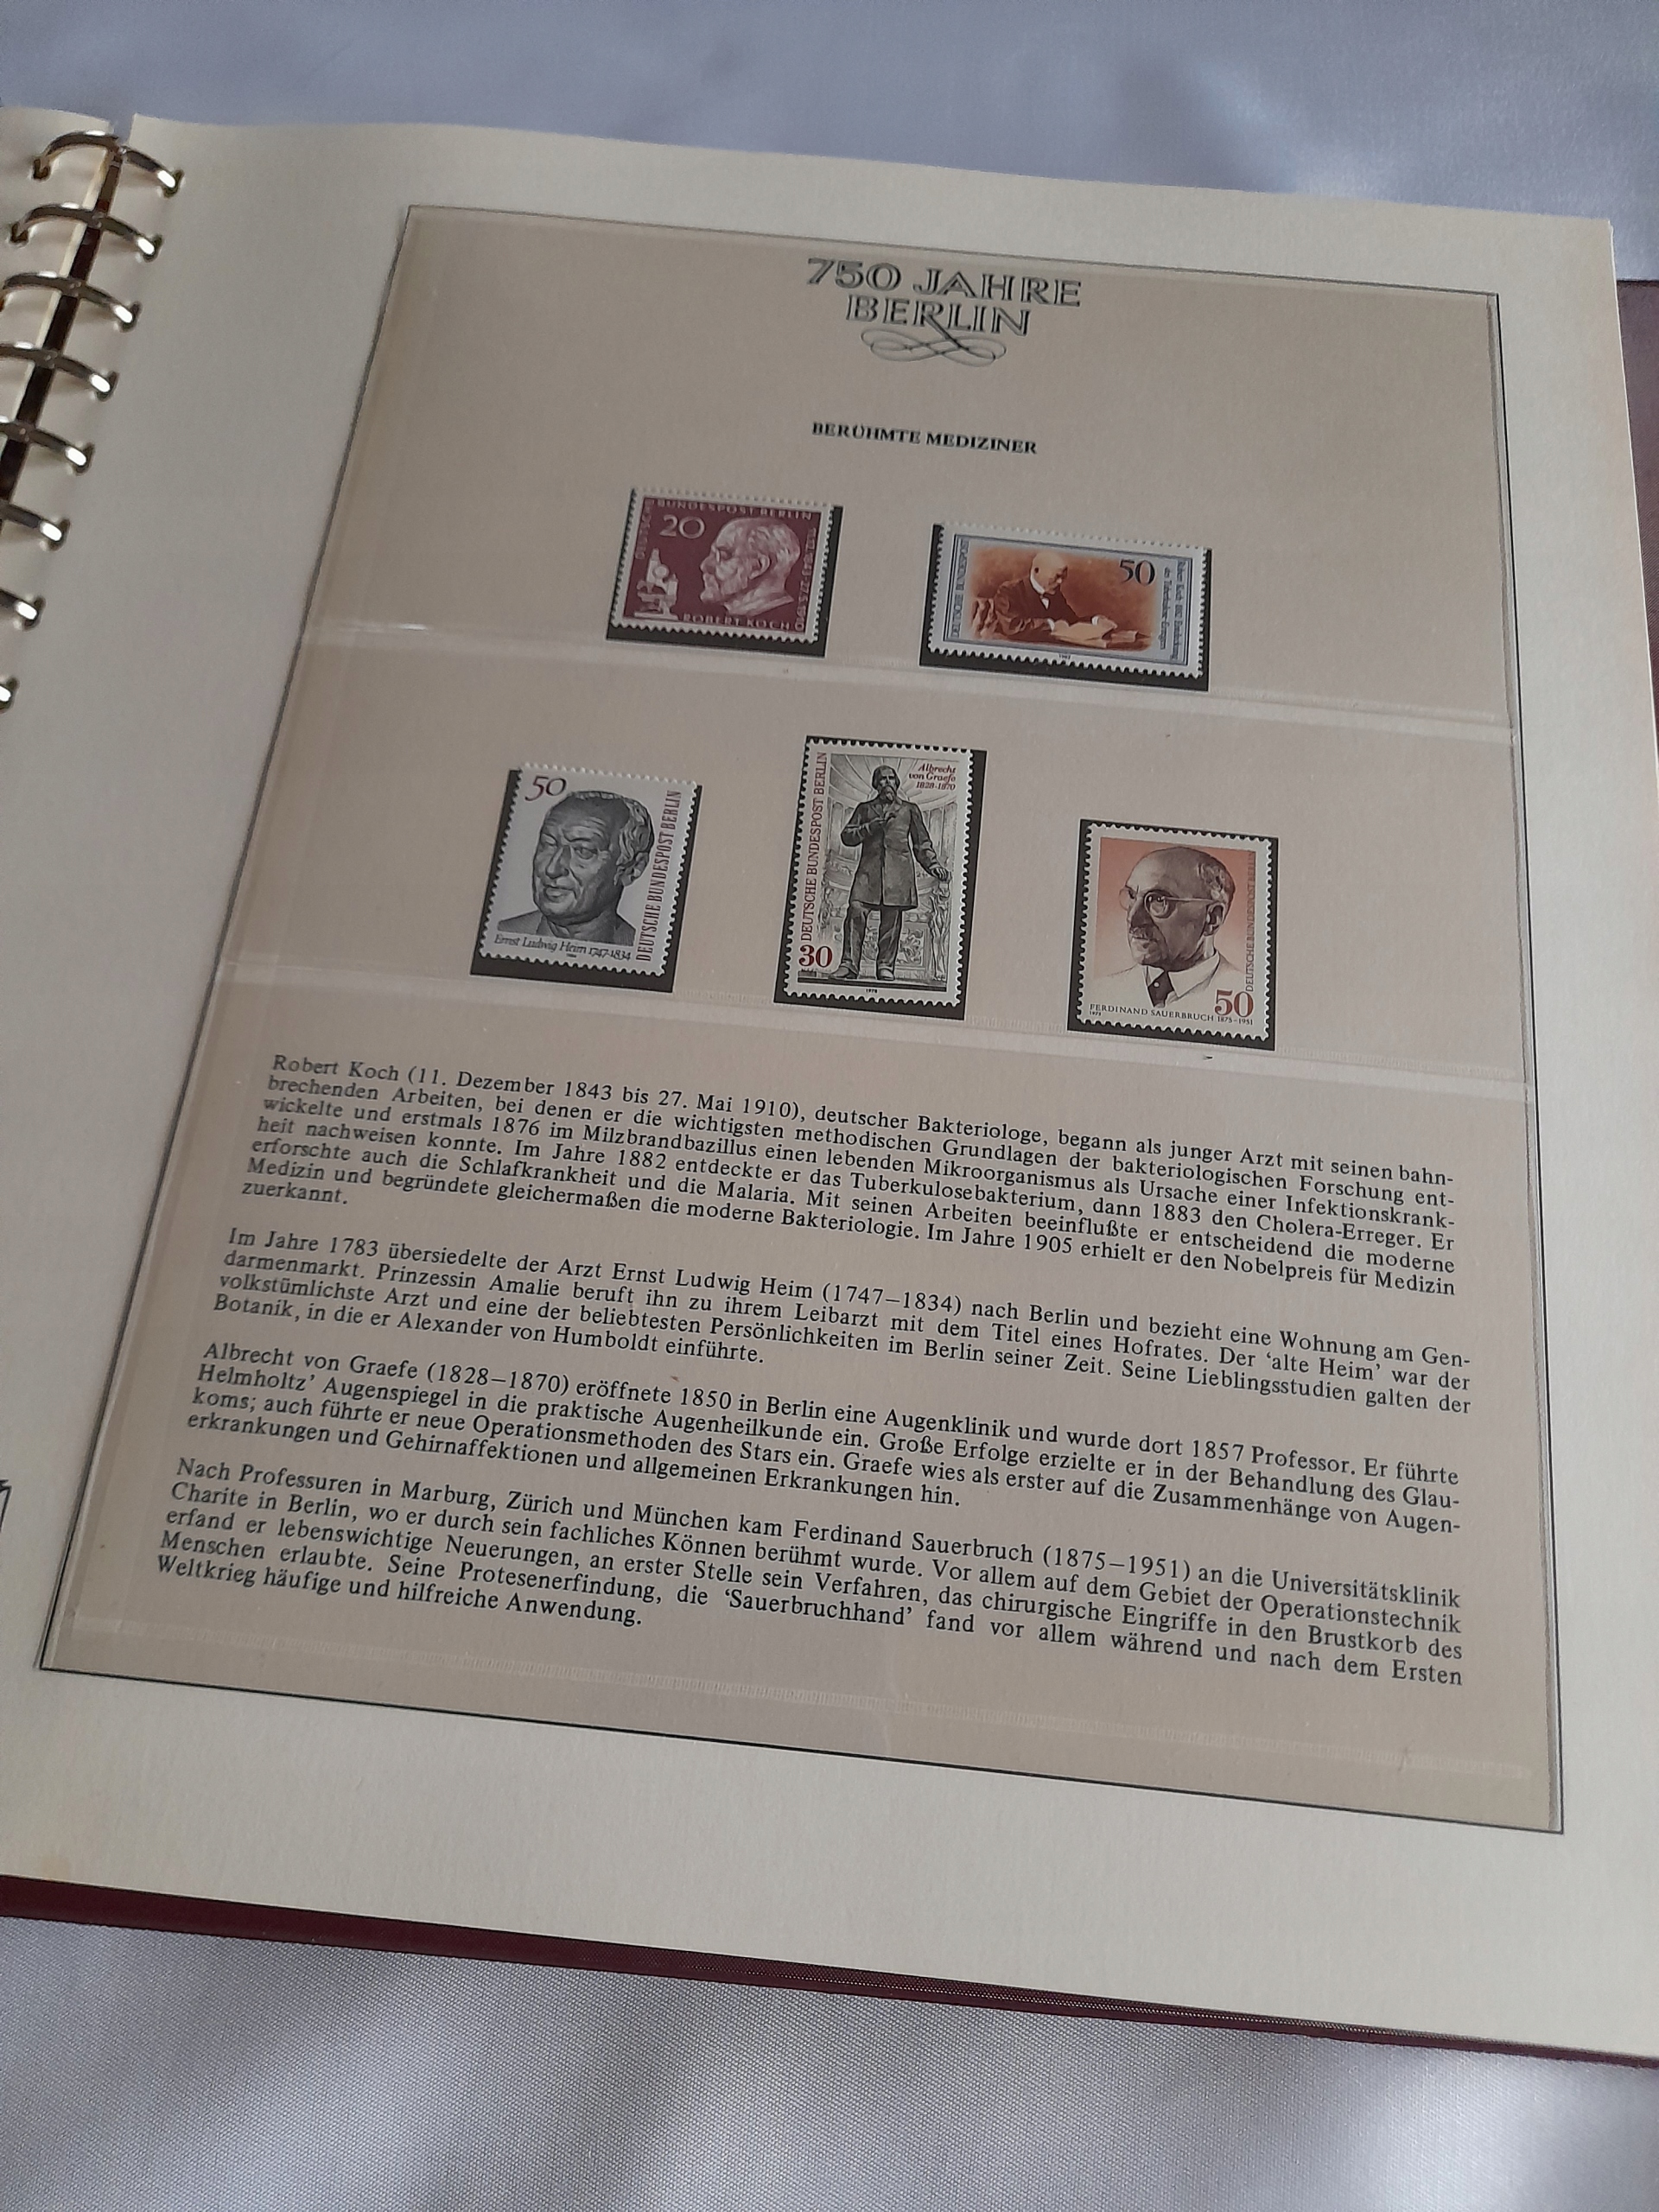 750 JAHRE
BERLIN
BERÜHMTE MEDIZINER
DEUTSCHE BUNDESPOST BERLIN
20
ROBERT KOCH
DEUTSCHE BUNDESPOST
50
Robert Koch 1882 Entdeckung
des Tuberkulose-Erregers
1982
50
DEUTSCHE BUNDESPOST BERLIN
Ernst Ludwig Heim 1747-1834
Albrecht
von Graefe
1828-1870
DEUTSCHE BUNDESPOST BERLIN
30
1978
DEUTSCHE BUNDESPOST BERLIN
50
FERDINAND SAUERBRUCH 1875-1951
Robert Koch (11. Dezember 1843 bis 27. Mai 1910), deutscher Bakteriologe, begann als junger Arzt mit seinen bahn-
brechenden Arbeiten, bei denen er die wichtigsten methodischen Grundlagen der bakteriologischen Forschung ent-
wickelte und erstmals 1876 im Milzbrandbazillus einen lebenden Mikroorganismus als Ursache einer Infektionskrank-
heit nachweisen konnte. Im Jahre 1882 entdeckte er das Tuberkulosebakterium, dann 1883 den Cholera-Erreger. Er
erforschte auch die Schlafkrankheit und die Malaria. Mit seinen Arbeiten beeinflußte er entscheidend die moderne
Medizin und begründete gleichermaßen die moderne Bakteriologie. Im Jahre 1905 erhielt er den Nobelpreis für Medizin
zuerkannt.
Im Jahre 1783 übersiedelte der Arzt Ernst Ludwig Heim (1747–1834) nach Berlin und bezieht eine Wohnung am Gen-
darmenmarkt. Prinzessin Amalie beruft ihn zu ihrem Leibarzt mit dem Titel eines Hofrates. Der ‘alte Heim’ war der
volkstümlichste Arzt und eine der beliebtesten Persönlichkeiten im Berlin seiner Zeit. Seine Lieblingsstudien galten der
Botanik, in die er Alexander von Humboldt einführte.
Albrecht von Graefe (1828–1870) eröffnete 1850 in Berlin eine Augenklinik und wurde dort 1857 Professor. Er führte
Helmholtz’ Augenspiegel in die praktische Augenheilkunde ein. Große Erfolge erzielte er in der Behandlung des Glau-
koms; auch führte er neue Operationsmethoden des Stars ein. Graefe wies als erster auf die Zusammenhänge von Augen-
erkrankungen und Gehirnaffektionen und allgemeinen Erkrankungen hin.
Nach Professuren in Marburg, Zürich und München kam Ferdinand Sauerbruch (1875–1951) an die Universitätsklinik
Charite in Berlin, wo er durch sein fachliches Können berühmt wurde. Vor allem auf dem Gebiet der Operationstechnik
erfand er lebenswichtige Neuerungen, an erster Stelle sein Verfahren, das chirurgische Eingriffe in den Brustkorb des
Menschen erlaubte. Seine Protesenerfindung, die ‘Sauerbruchhand’ fand vor allem während und nach dem Ersten
Weltkrieg häufige und hilfreiche Anwendung.